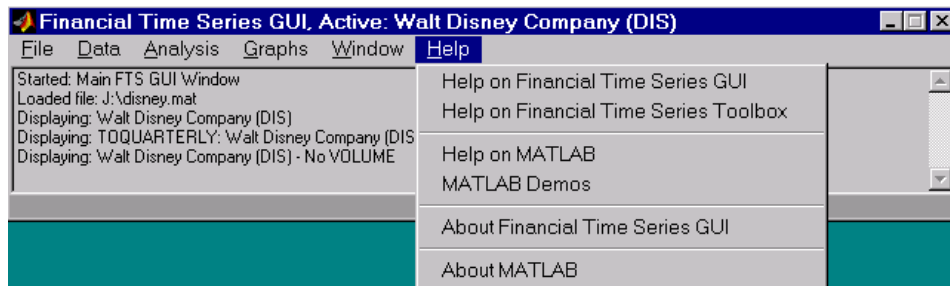 Financial Time Series GUI, Active: Walt Disney Company (DIS)
File Data Analysis Graphs Window Help
Started: Main FTS GUI Window
Loaded file: J:\disney.mat
Displaying: Walt Disney Company (DIS)
Displaying: TOQUARTERLY: Walt Disney Company (DIS
Displaying: Walt Disney Company (DIS) - No VOLUME
Help on Financial Time Series GUI
Help on Financial Time Series Toolbox
Help on MATLAB
MATLAB Demos
About Financial Time Series GUI
About MATLAB